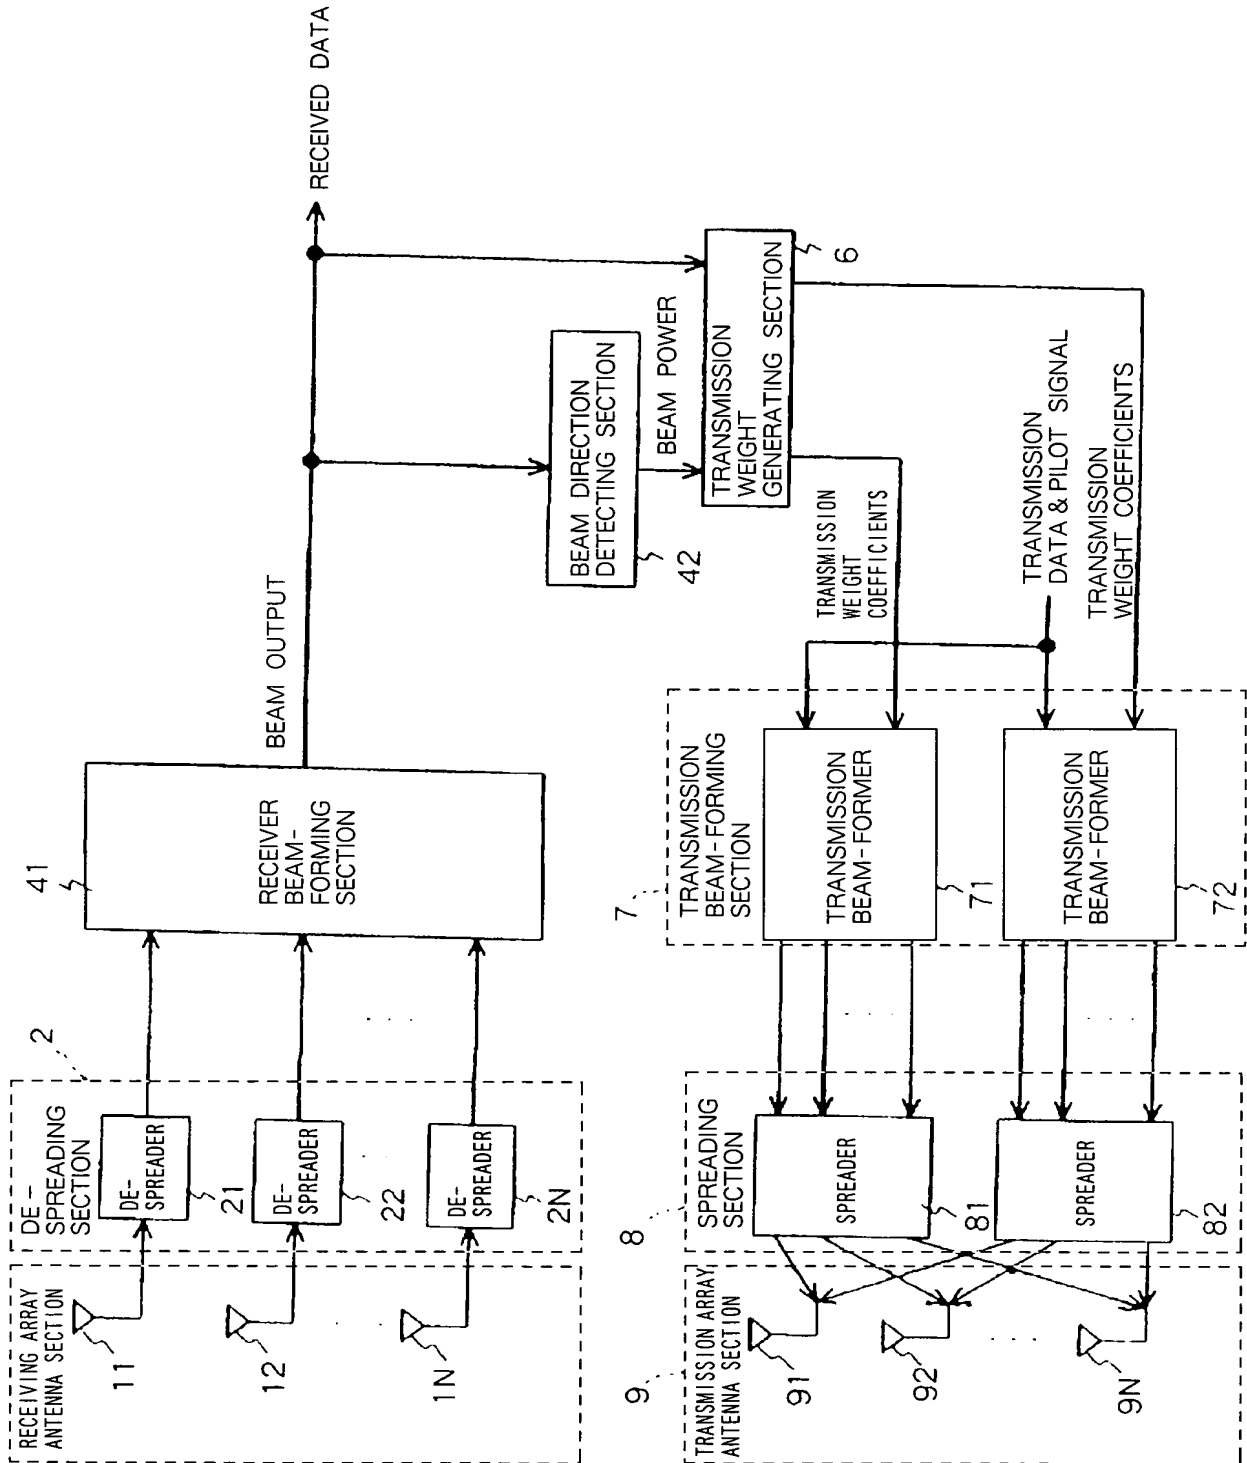 RECEIVING ARRAY
ANTENNA SECTION
11
12
1N
DE-
SPREADING
SECTION
2
DE-
SPREADER
21
DE-
SPREADER
22
DE-
SPREADER
2N
41
RECEIVER
BEAM-
FORMING
SECTION
BEAM OUTPUT
RECEIVED DATA
BEAM DIRECTION
DETECTING SECTION
42
BEAM POWER
TRANSMISSION
WEIGHT
GENERATING SECTION
6
TRANSMISSION
WEIGHT
COEFFICIENTS
TRANSMISSION
DATA & PILOT SIGNAL
TRANSMISSION
WEIGHT COEFFICIENTS
7
TRANSMISSION
BEAM-FORMING
SECTION
TRANSMISSION
BEAM-FORMER
71
TRANSMISSION
BEAM-FORMER
72
8
SPREADING
SECTION
SPREADER
81
SPREADER
82
9
TRANSMISSION ARRAY
ANTENNA SECTION
91
92
9N